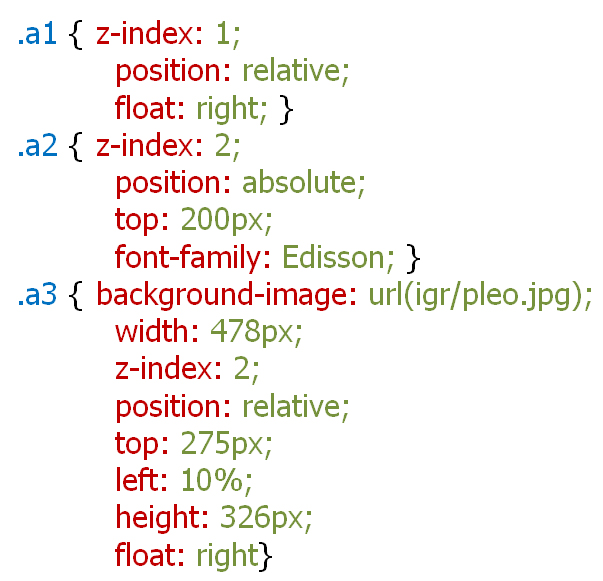 .a1 { z-index: 1;
position: relative;
float: right; }
.a2 { z-index: 2;
position: absolute;
top: 200px;
font-family: Edisson; }
.a3 { background-image: url(igr/pleo.jpg);
width: 478px;
z-index: 2;
position: relative;
top: 275px;
left: 10%;
height: 326px;
float: right}